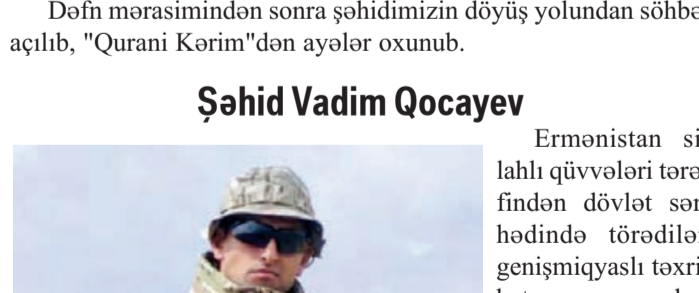 Dəfn mərasimindən sonra şəhidimizin döyüş yolundan söhbə
açılıb, "Qurani Kərim"dən ayələr oxunub.
Şəhid Vadim Qocayev
Ermənistan si
lahlı qüvvələri tərə
findən dövlət sər
hədində törədilə
genişmiqyaslı təxri